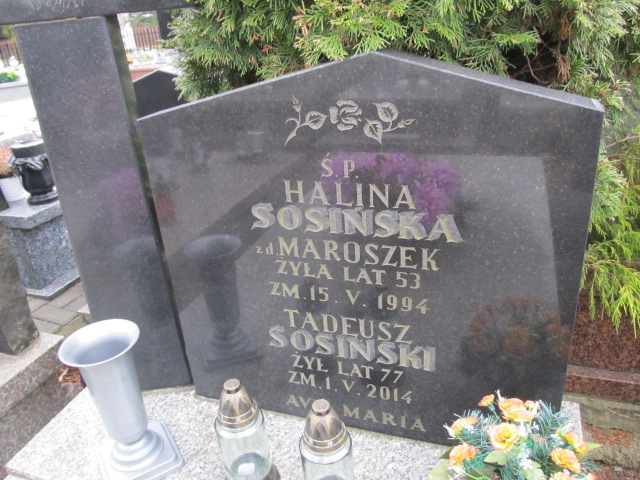 Ś.P.
HALINA
SOSIŃSKA
zd. MAROSZEK
ŻYŁA LAT 53
ZM. 15. V. 1994
TADEUSZ
SOSIŃSKI
ŻYŁ LAT 77
ZM. 1. V. 2014
AVE MARIA